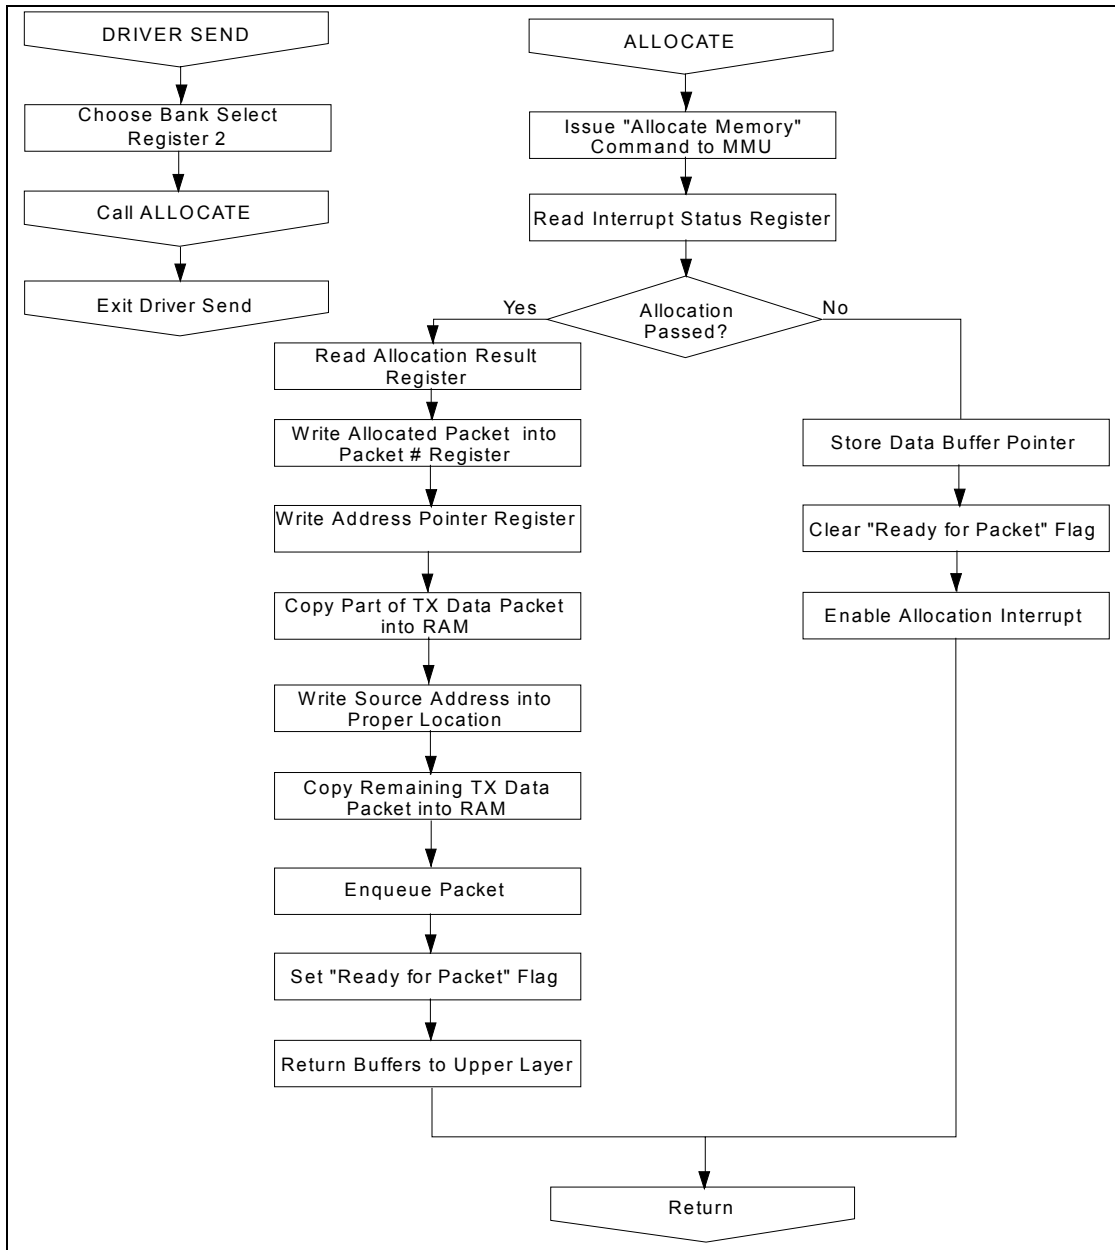 DRIVER SEND
Choose Bank Select
Register 2
Call ALLOCATE
Exit Driver Send
ALLOCATE
Issue "Allocate Memory"
Command to MMU
Read Interrupt Status Register
Allocation
Passed?
Yes
No
Read Allocation Result
Register
Write Allocated Packet into
Packet # Register
Write Address Pointer Register
Copy Part of TX Data Packet
into RAM
Write Source Address into
Proper Location
Copy Remaining TX Data
Packet into RAM
Enqueue Packet
Set "Ready for Packet" Flag
Return Buffers to Upper Layer
Store Data Buffer Pointer
Clear "Ready for Packet" Flag
Enable Allocation Interrupt
Return